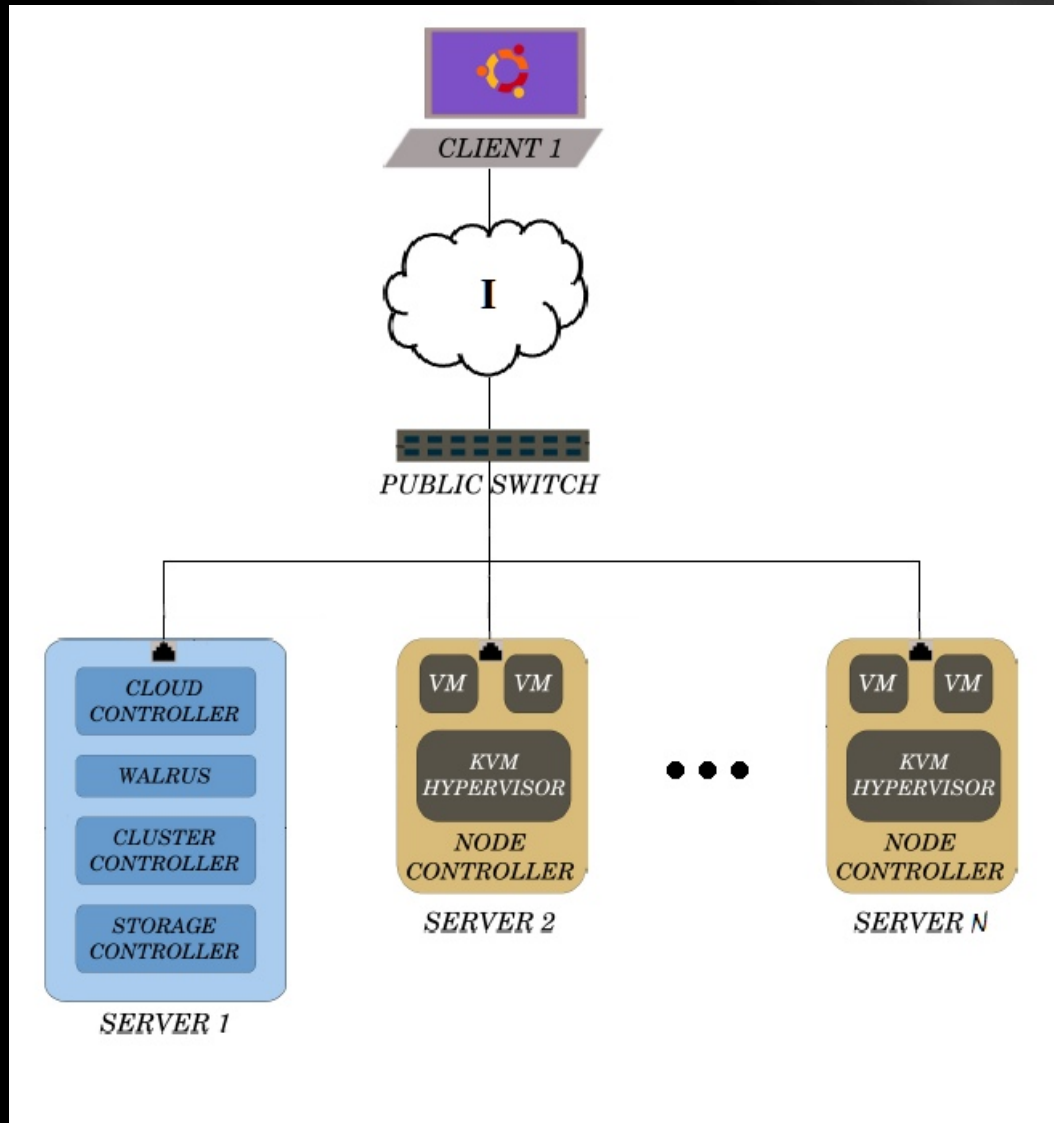 CLIENT 1
I
PUBLIC SWITCH
CLOUD
CONTROLLER
WALRUS
CLUSTER
CONTROLLER
STORAGE
CONTROLLER
SERVER 1
VM VM
KVM
HYPERVISOR
NODE
CONTROLLER
SERVER 2
VM VM
KVM
HYPERVISOR
NODE
CONTROLLER
SERVER N